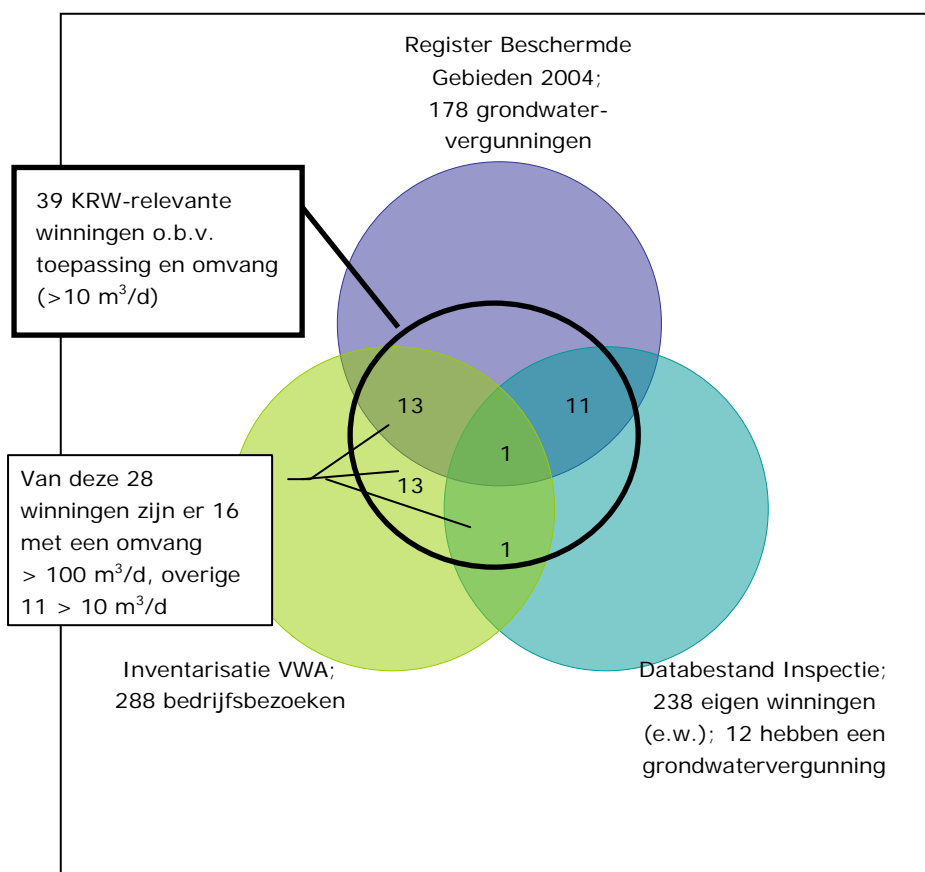 Register Beschermde
Gebieden 2004;
178 grondwater-
vergunningen
39 KRW-relevante
winningen o.b.v.
toepassing en omvang
(>10 m³/d)
13
11
1
13
1
Van deze 28
winningen zijn er 16
met een omvang
> 100 m³/d, overige
11 > 10 m³/d
Inventarisatie VWA;
288 bedrijfsbezoeken
Databestand Inspectie;
238 eigen winningen
(e.w.); 12 hebben een
grondwatervergunning